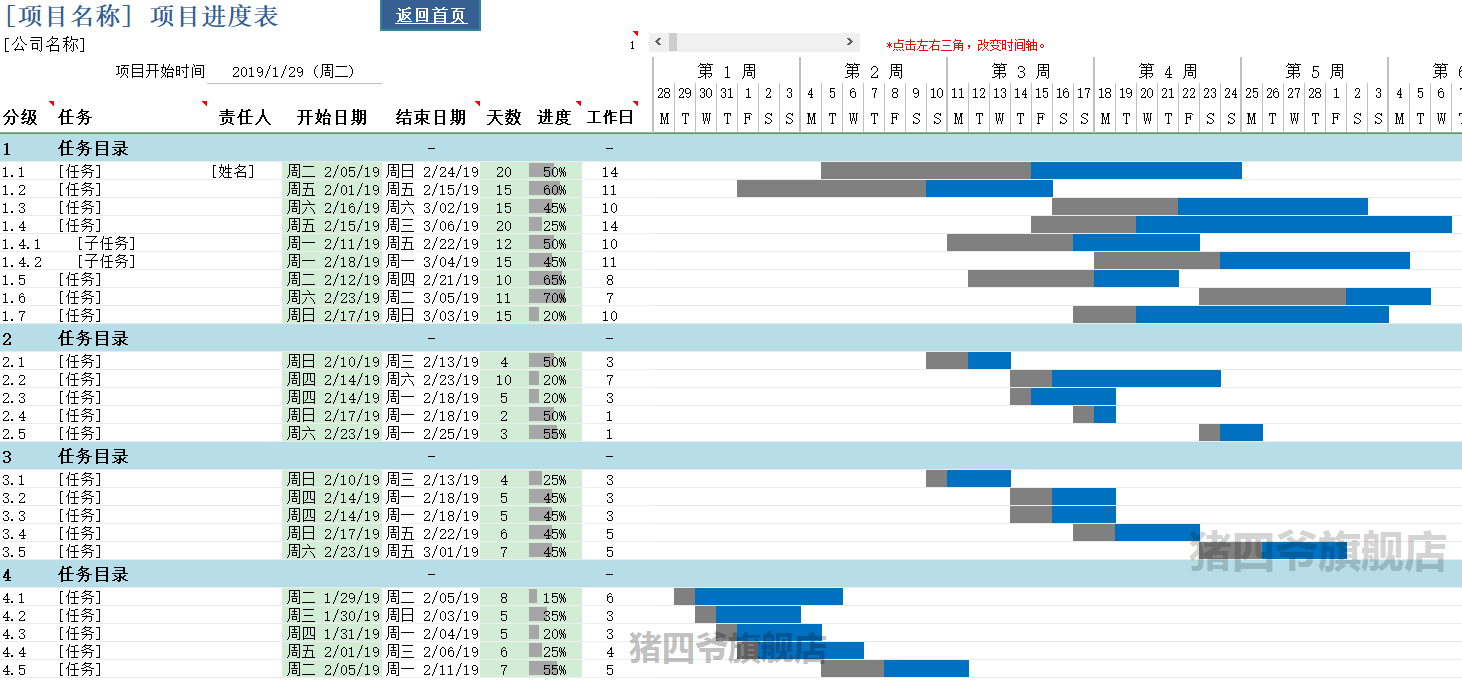 [项目名称] 项目进度表 返回首页
[公司名称] 1 *点击左右三角，改变时间轴。
项目开始时间 2019/1/29 (周二) 第 1 周 第 2 周 第 3 周 第 4 周 第 5 周 第 6
28 29 30 31 1 2 3 4 5 6 7 8 9 10 11 12 13 14 15 16 17 18 19 20 21 22 23 24 25 26 27 28 1 2 3 4 5 6
分级 任务 责任人 开始日期 结束日期 天数 进度 工作日 M T W T F S S M T W T F S S M T W T F S S M T W T F S S M T W T F S S M T W
1 任务目录 – –
1.1 [任务] [姓名] 周二 2/05/19 周日 2/24/19 20 50% 14
1.2 [任务] 周五 2/01/19 周五 2/15/19 15 60% 11
1.3 [任务] 周六 2/16/19 周六 3/02/19 15 45% 10
1.4 [任务] 周五 2/15/19 周三 3/06/19 20 25% 14
1.4.1 [子任务] 周一 2/11/19 周五 2/22/19 12 50% 10
1.4.2 [子任务] 周一 2/18/19 周一 3/04/19 15 45% 11
1.5 [任务] 周二 2/12/19 周四 2/21/19 10 65% 8
1.6 [任务] 周六 2/23/19 周二 3/05/19 11 70% 7
1.7 [任务] 周日 2/17/19 周日 3/03/19 15 20% 10
2 任务目录 – –
2.1 [任务] 周日 2/10/19 周三 2/13/19 4 50% 3
2.2 [任务] 周四 2/14/19 周六 2/23/19 10 20% 7
2.3 [任务] 周四 2/14/19 周一 2/18/19 5 20% 3
2.4 [任务] 周日 2/17/19 周一 2/18/19 2 50% 1
2.5 [任务] 周六 2/23/19 周一 2/25/19 3 55% 1
3 任务目录 – –
3.1 [任务] 周日 2/10/19 周三 2/13/19 4 25% 3
3.2 [任务] 周四 2/14/19 周一 2/18/19 5 45% 3
3.3 [任务] 周四 2/14/19 周一 2/18/19 5 45% 3
3.4 [任务] 周日 2/17/19 周五 2/22/19 6 45% 5
3.5 [任务] 周六 2/23/19 周五 3/01/19 7 45% 5
猪四爷旗舰店
4 任务目录 – –
4.1 [任务] 周二 1/29/19 周二 2/05/19 8 15% 6
4.2 [任务] 周三 1/30/19 周日 2/03/19 5 35% 3
4.3 [任务] 周四 1/31/19 周一 2/04/19 5 20% 3
4.4 [任务] 周五 2/01/19 周三 2/06/19 6 25% 4
猪四爷旗舰店
4.5 [任务] 周二 2/05/19 周一 2/11/19 7 55% 5